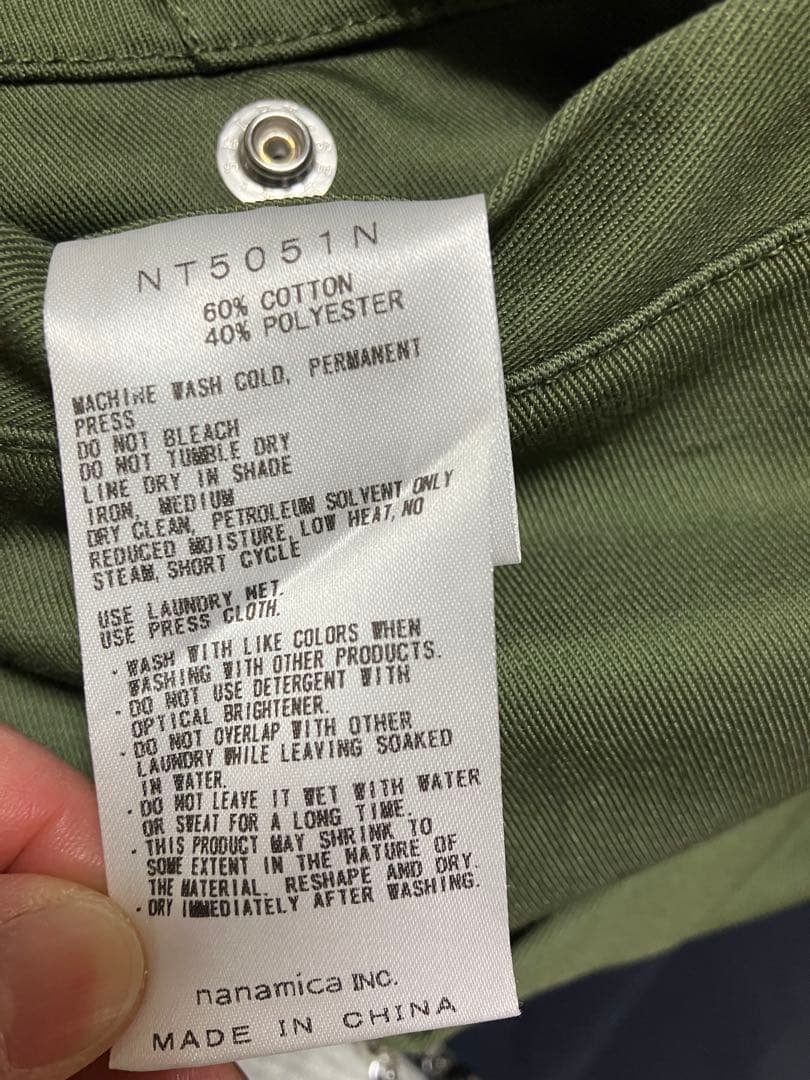 NT5051N
60% COTTON
40% POLYESTER
MACHINE WASH COLD, PERMANENT
PRESS
DO NOT BLEACH
DO NOT TUMBLE DRY
LINE DRY IN SHADE
IRON, MEDIUM
DRY CLEAN, PETROLEUM SOLVENT ONLY
REDUCED MOISTURE, LOW HEAT, NO
STEAM, SHORT CYCLE
USE LAUNDRY NET.
USE PRESS CLOTH.
・WASH WITH LIKE COLORS WHEN
WASHING WITH OTHER PRODUCTS.
・DO NOT USE DETERGENT WITH
OPTICAL BRIGHTENER.
・DO NOT OVERLAP WITH OTHER
LAUNDRY WHILE LEAVING SOAKED
IN WATER.
・DO NOT LEAVE IT WET WITH WATER
OR SWEAT FOR A LONG TIME.
・THIS PRODUCT MAY SHRINK TO
SOME EXTENT IN THE NATURE OF
THE MATERIAL. RESHAPE AND DRY.
・DRY IMMEDIATELY AFTER WASHING.
nanamica INC.
MADE IN CHINA